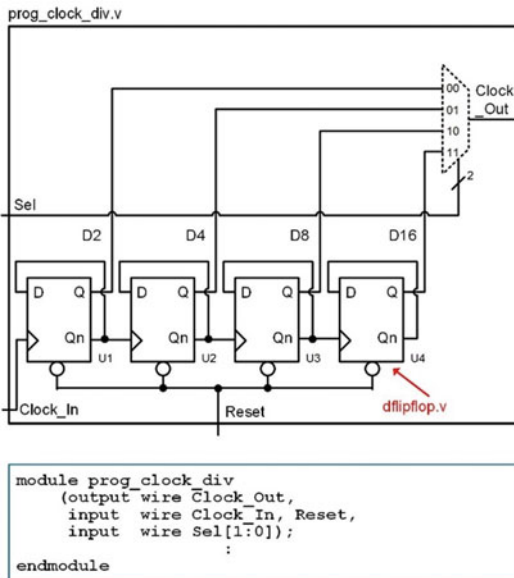 prog_clock_div.v
00
01
10
11
Clock
_Out
2
Sel
D2 D4 D8 D16
D Q D Q D Q D Q
Qn Qn Qn Qn
U1 U2 U3 U4
Clock_In
Reset
dflipflop.v
module prog_clock_div
(output wire Clock_Out,
input wire Clock_In, Reset,
input wire Sel[1:0]);
:
endmodule